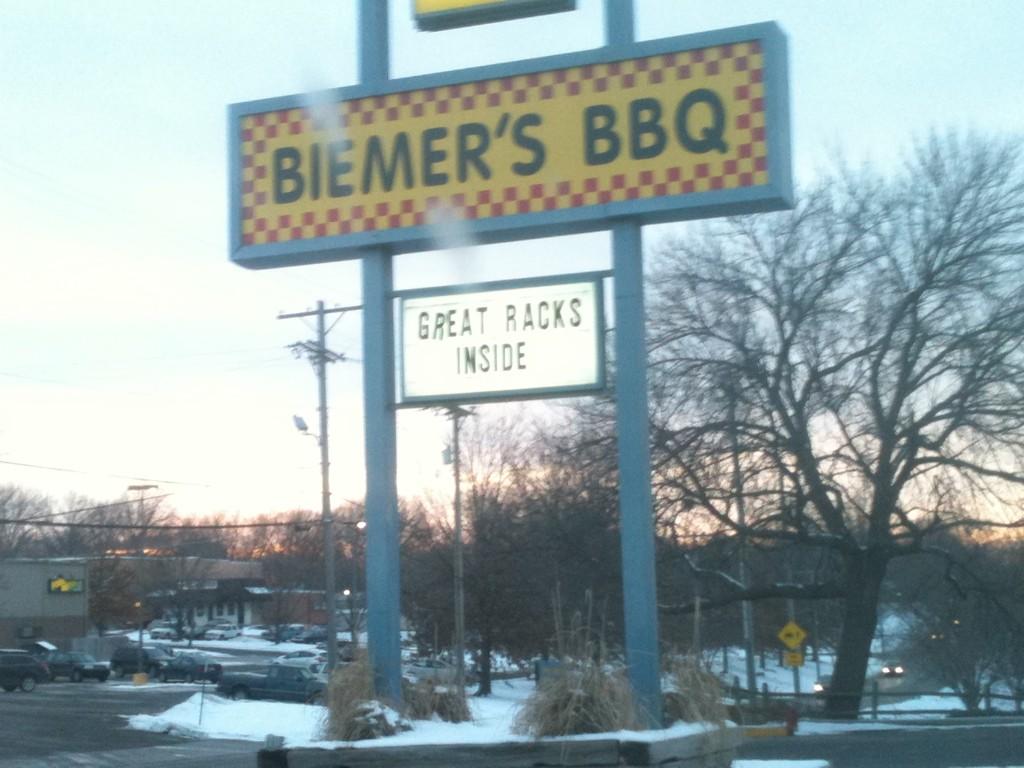 BIEMER'S BBQ
GREAT RACKS
INSIDE